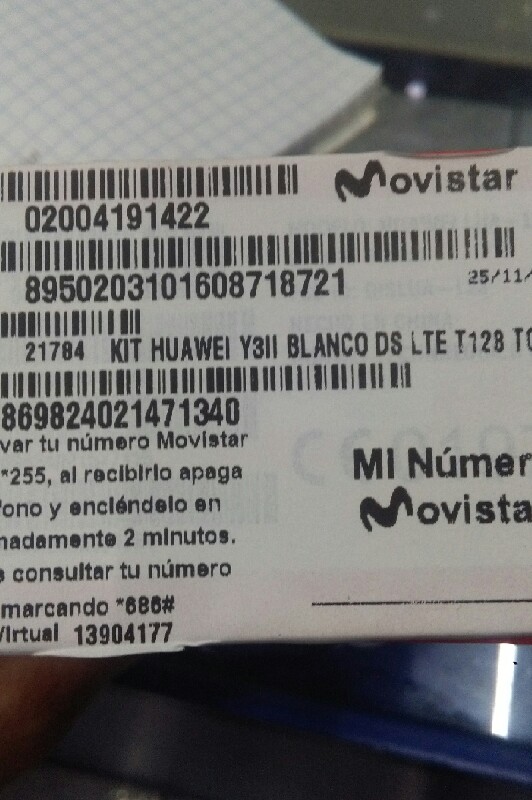 Movistar
02004191422
8950203101608718721
25/11/
21784 KIT HUAWEI Y3II BLANCO DS LTE T128 TO
869824021471340
var tu número Movistar
*255, al recibirlo apaga
fono y enciéndelo en
madamente 2 minutos.
consultar tu número
marcando *686#
Virtual 13904177
Mi Númer
Movista